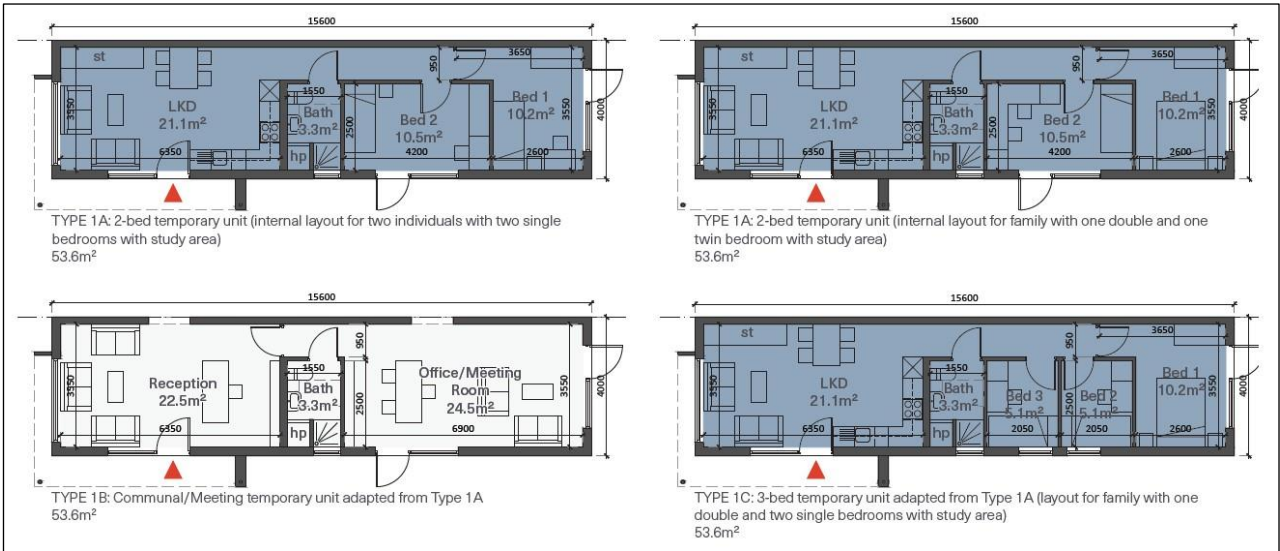 15600
st
3650
950
3550
LKD
21.1m²
1550
Bath
3.3m²
2500
Bed 2
10.5m²
Bed 1
10.2m²
3550
4000
hp
6350
4200
2600
TYPE 1A: 2-bed temporary unit (internal layout for two individuals with two single
bedrooms with study area)
53.6m²
15600
st
3650
950
3550
LKD
21.1m²
1550
Bath
3.3m²
2500
Bed 2
10.5m²
Bed 1
10.2m²
3550
4000
hp
6350
4200
2600
TYPE 1A: 2-bed temporary unit (internal layout for family with one double and one
twin bedroom with study area)
53.6m²
15600
950
3550
Reception
22.5m²
1550
Bath
3.3m²
2500
Office/Meeting
Room
24.5m²
3550
4000
hp
6350
6900
TYPE 1B: Communal/Meeting temporary unit adapted from Type 1A
53.6m²
15600
st
3650
950
3550
LKD
21.1m²
1550
Bath
3.3m²
Bed 3
5.1m²
2500
Bed 2
5.1m²
Bed 1
10.2m²
3550
4000
hp
6350
2050
2050
2600
TYPE 1C: 3-bed temporary unit adapted from Type 1A (layout for family with one
double and two single bedrooms with study area)
53.6m²